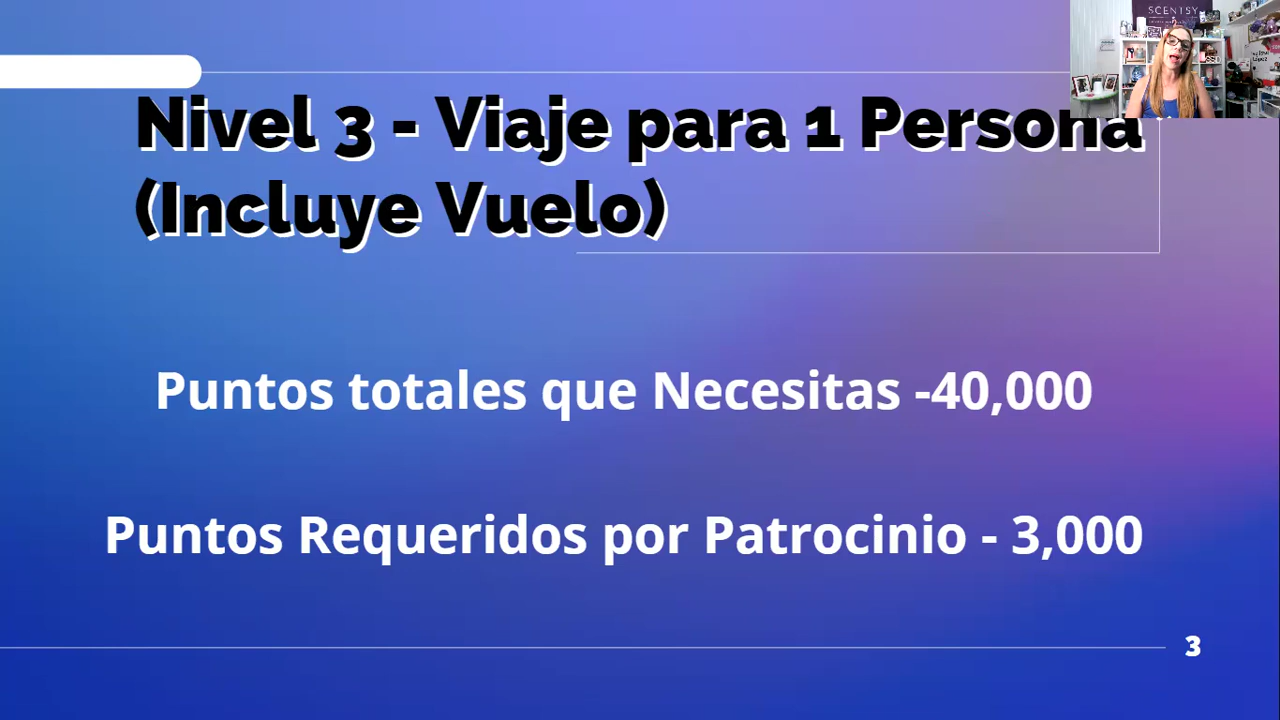 SCENTSY
Nivel 3 - Viaje para 1 Persona
(Incluye Vuelo)
Puntos totales que Necesitas -40,000
Puntos Requeridos por Patrocinio - 3,000
3